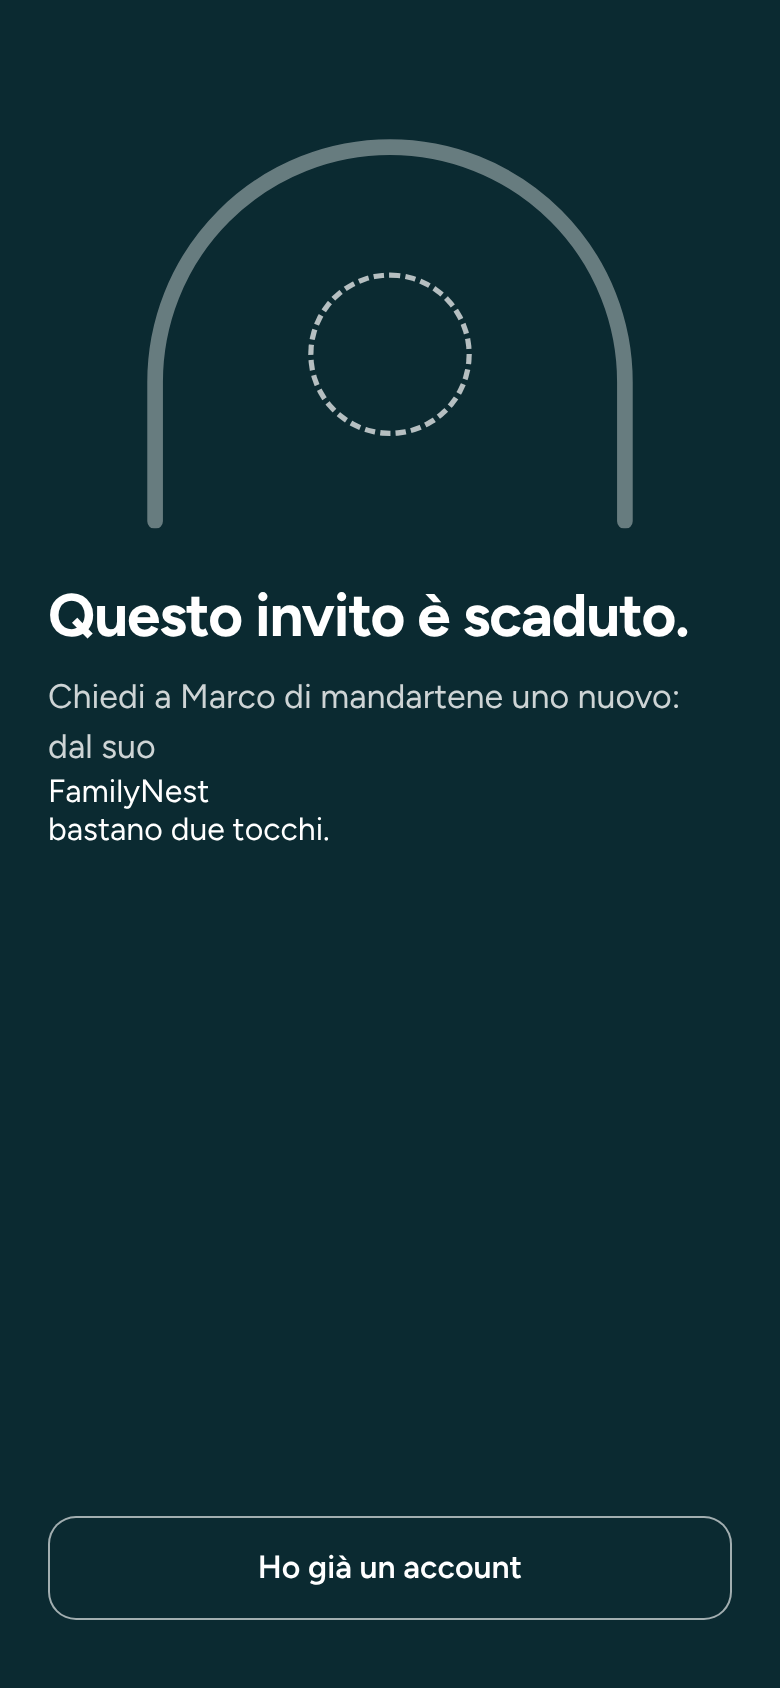 Questo invito è scaduto.
Chiedi a Marco di mandartene uno nuovo:
dal suo
FamilyNest
bastano due tocchi.
Ho già un account